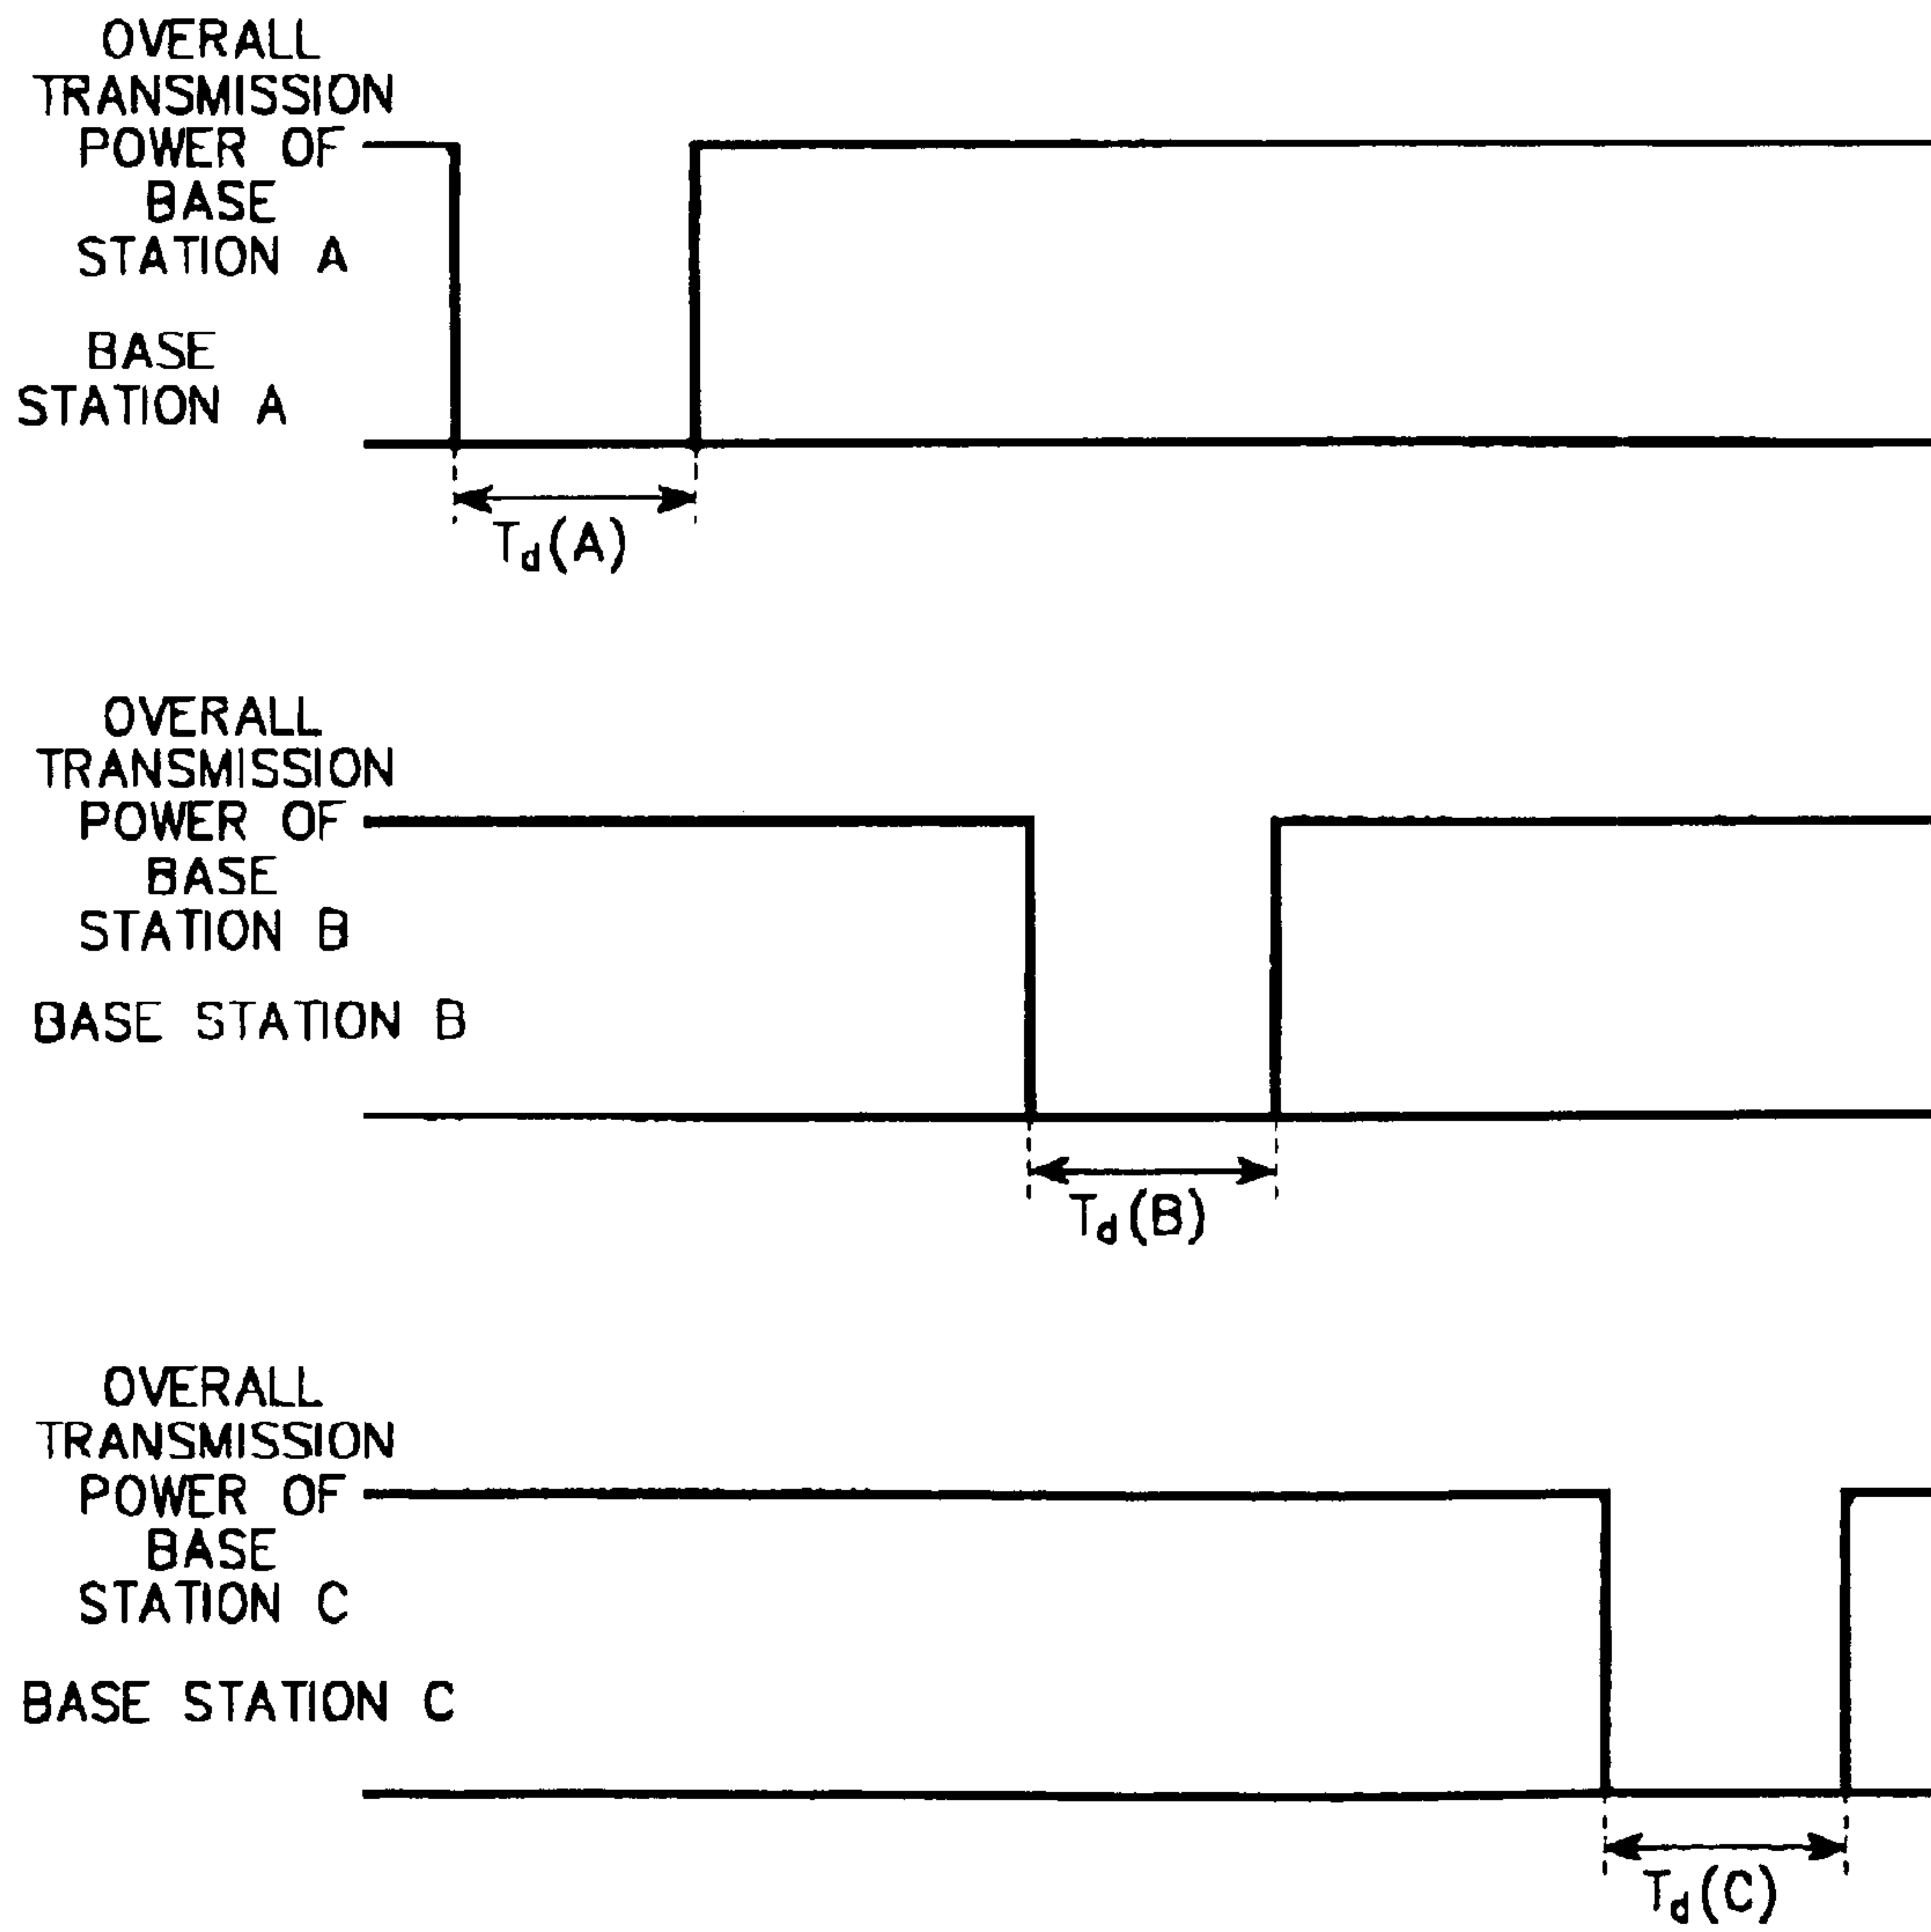 OVERALL
TRANSMISSION
POWER OF
BASE
STATION A
BASE
STATION A
Td(A)
OVERALL
TRANSMISSION
POWER OF
BASE
STATION B
BASE STATION B
Td(B)
OVERALL
TRANSMISSION
POWER OF
BASE
STATION C
BASE STATION C
Td(C)